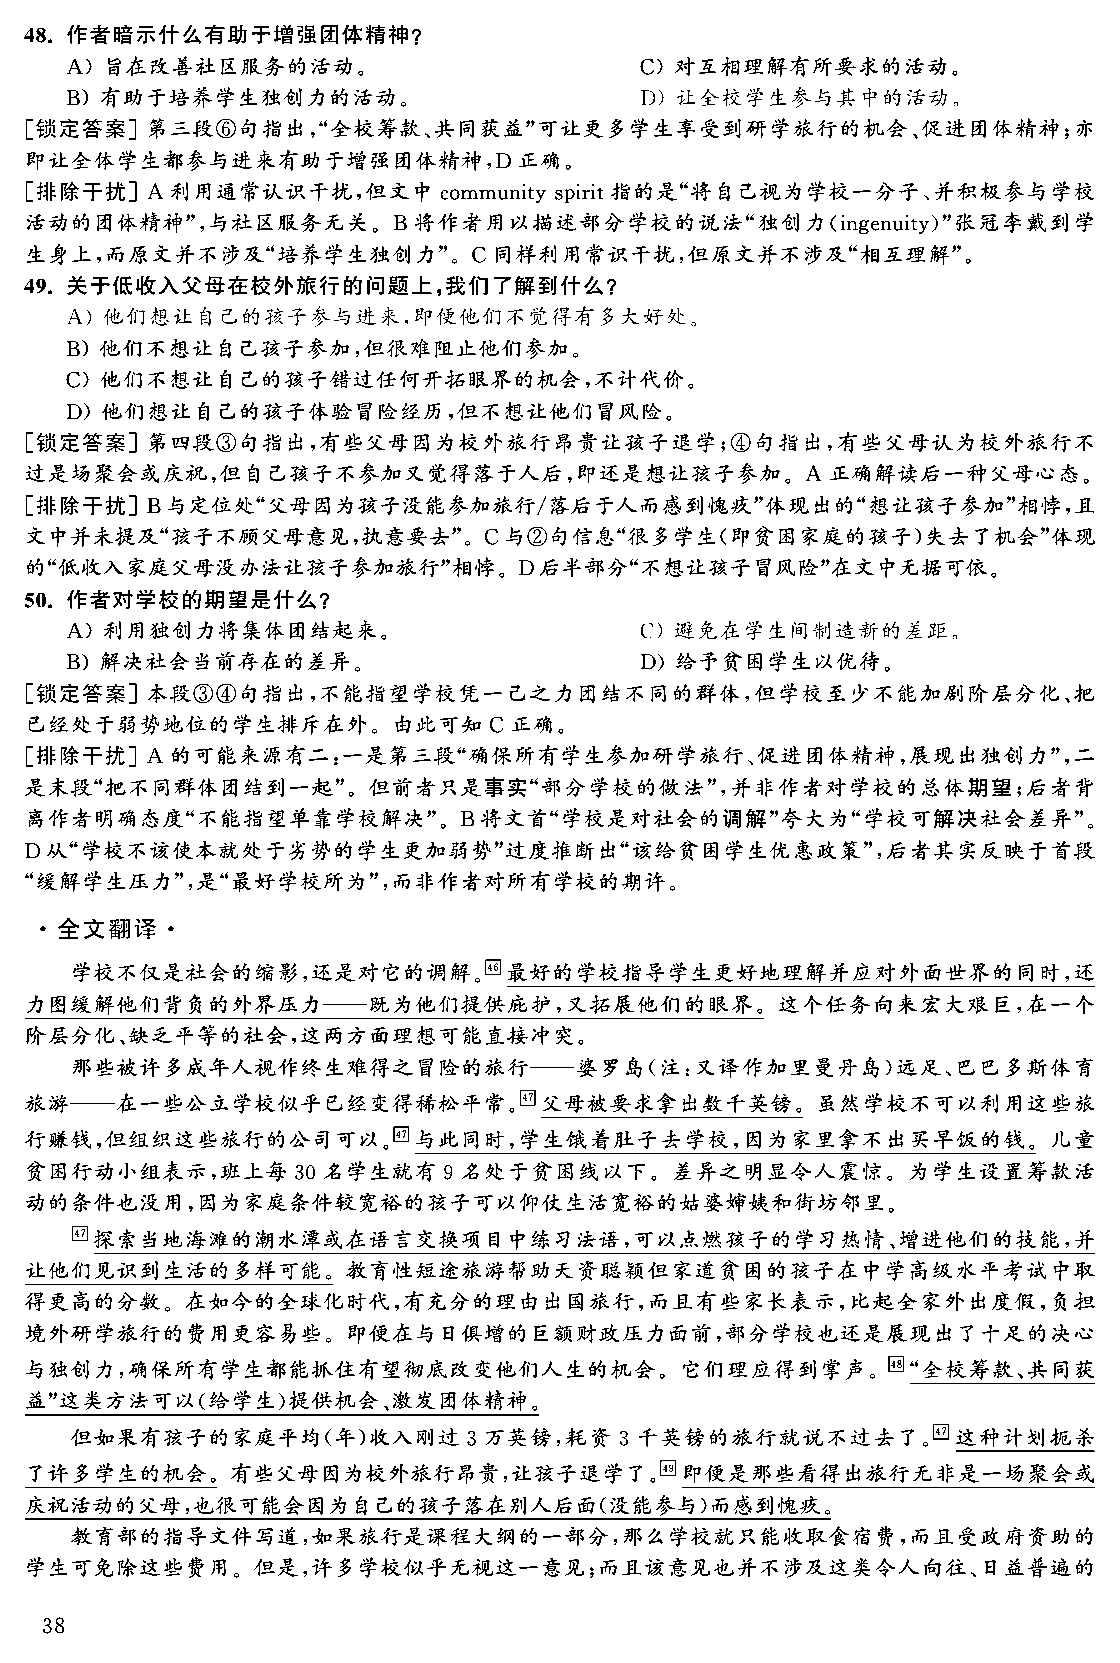 48. 作者暗示什么有助于增强团体精神?
A) 旨在改善社区服务的活动。 C) 对互相理解有所要求的活动。
B) 有助于培养学生独创力的活动。 D) 让全校学生参与其中的活动。
[锁定答案] 第三段⑥句指出,“全校筹款、共同获益”可让更多学生享受到研学旅行的机会、促进团体精神;亦
即让全体学生都参与进来有助于增强团体精神,D 正确。
[排除干扰] A 利用通常认识干扰,但文中 community spirit 指的是“将自己视为学校一分子、并积极参与学校
活动的团体精神”,与社区服务无关。B 将作者用以描述部分学校的说法“独创力(ingenuity)”张冠李戴到学
生身上,而原文并不涉及“培养学生独创力”。C 同样利用常识干扰,但原文并不涉及“相互理解”。
49. 关于低收入父母在校外旅行的问题上,我们了解到什么?
A) 他们想让自己的孩子参与进来,即便他们不觉得有多大好处。
B) 他们不想让自己孩子参加,但很难阻止他们参加。
C) 他们不想让自己的孩子错过任何开拓眼界的机会,不计代价。
D) 他们想让自己的孩子体验冒险经历,但不想让他们冒风险。
[锁定答案] 第四段③句指出,有些父母因为校外旅行昂贵让孩子退学;④句指出,有些父母认为校外旅行不
过是场聚会或庆祝,但自己孩子不参加又觉得落于人后,即还是想让孩子参加。A 正确解读后一种父母心态。
[排除干扰] B 与定位处“父母因为孩子没能参加旅行/落后于人而感到愧疚”体现出的“想让孩子参加”相悖,且
文中并未提及“孩子不顾父母意见,执意要去”。C 与②句信息“很多学生(即贫困家庭的孩子)失去了机会”体现
的“低收入家庭父母没办法让孩子参加旅行”相悖。D 后半部分“不想让孩子冒风险”在文中无据可依。
50. 作者对学校的期望是什么?
A) 利用独创力将集体团结起来。 C) 避免在学生间制造新的差距。
B) 解决社会当前存在的差异。 D) 给予贫困学生以优待。
[锁定答案] 本段③④句指出,不能指望学校凭一己之力团结不同的群体,但学校至少不能加剧阶层分化、把
已经处于弱势地位的学生排斥在外。由此可知 C 正确。
[排除干扰] A 的可能来源有二:一是第三段“确保所有学生参加研学旅行、促进团体精神,展现出独创力”,二
是末段“把不同群体团结到一起”。但前者只是事实“部分学校的做法”,并非作者对学校的总体期望;后者背
离作者明确态度“不能指望单靠学校解决”。B 将文首“学校是对社会的调解”夸大为“学校可解决社会差异”。
D 从“学校不该使本就处于劣势的学生更加弱势”过度推断出“该给贫困学生优惠政策”,后者其实反映于首段
“缓解学生压力”,是“最好学校所为”,而非作者对所有学校的期许。
·全文翻译·
学校不仅是社会的缩影,还是对它的调解。[46]最好的学校指导学生更好地理解并应对外面世界的同时,还
力图缓解他们背负的外界压力——既为他们提供庇护,又拓展他们的眼界。这个任务向来宏大艰巨,在一个
阶层分化、缺乏平等的社会,这两方面理想可能直接冲突。
那些被许多成年人视作终生难得之冒险的旅行——婆罗岛(注:又译作加里曼丹岛)远足、巴巴多斯体育
旅游——在一些公立学校似乎已经变得稀松平常。[47]父母被要求拿出数千英镑。虽然学校不可以利用这些旅
行赚钱,但组织这些旅行的公司可以。[47]与此同时,学生饿着肚子去学校,因为家里拿不出买早饭的钱。儿童
贫困行动小组表示,班上每 30 名学生就有 9 名处于贫困线以下。差异之明显令人震惊。为学生设置筹款活
动的条件也没用,因为家庭条件较宽裕的孩子可以仰仗生活宽裕的姑婆婶姨和街坊邻里。
[47]探索当地海滩的潮水潭或在语言交换项目中练习法语,可以点燃孩子的学习热情、增进他们的技能,并
让他们见识到生活的多样可能。教育性短途旅游帮助天资聪颖但家道贫困的孩子在中学高级水平考试中取
得更高的分数。在如今的全球化时代,有充分的理由出国旅行,而且有些家长表示,比起全家外出度假,负担
境外研学旅行的费用更容易些。即便在与日俱增的巨额财政压力面前,部分学校也还是展现出了十足的决心
与独创力,确保所有学生都能抓住有望彻底改变他们人生的机会。它们理应得到掌声。[48]“全校筹款、共同获
益”这类方法可以(给学生)提供机会、激发团体精神。
但如果有孩子的家庭平均(年)收入刚过 3 万英镑,耗资 3 千英镑的旅行就说不过去了。[47]这种计划扼杀
了许多学生的机会。有些父母因为校外旅行昂贵,让孩子退学了。[49]即便是那些看得出旅行无非是一场聚会或
庆祝活动的父母,也很可能会因为自己的孩子落在别人后面(没能参与)而感到愧疚。
教育部的指导文件写道,如果旅行是课程大纲的一部分,那么学校就只能收取食宿费,而且受政府资助的
学生可免除这些费用。但是,许多学校似乎无视这一意见;而且该意见也并不涉及这类令人向往、日益普遍的
38